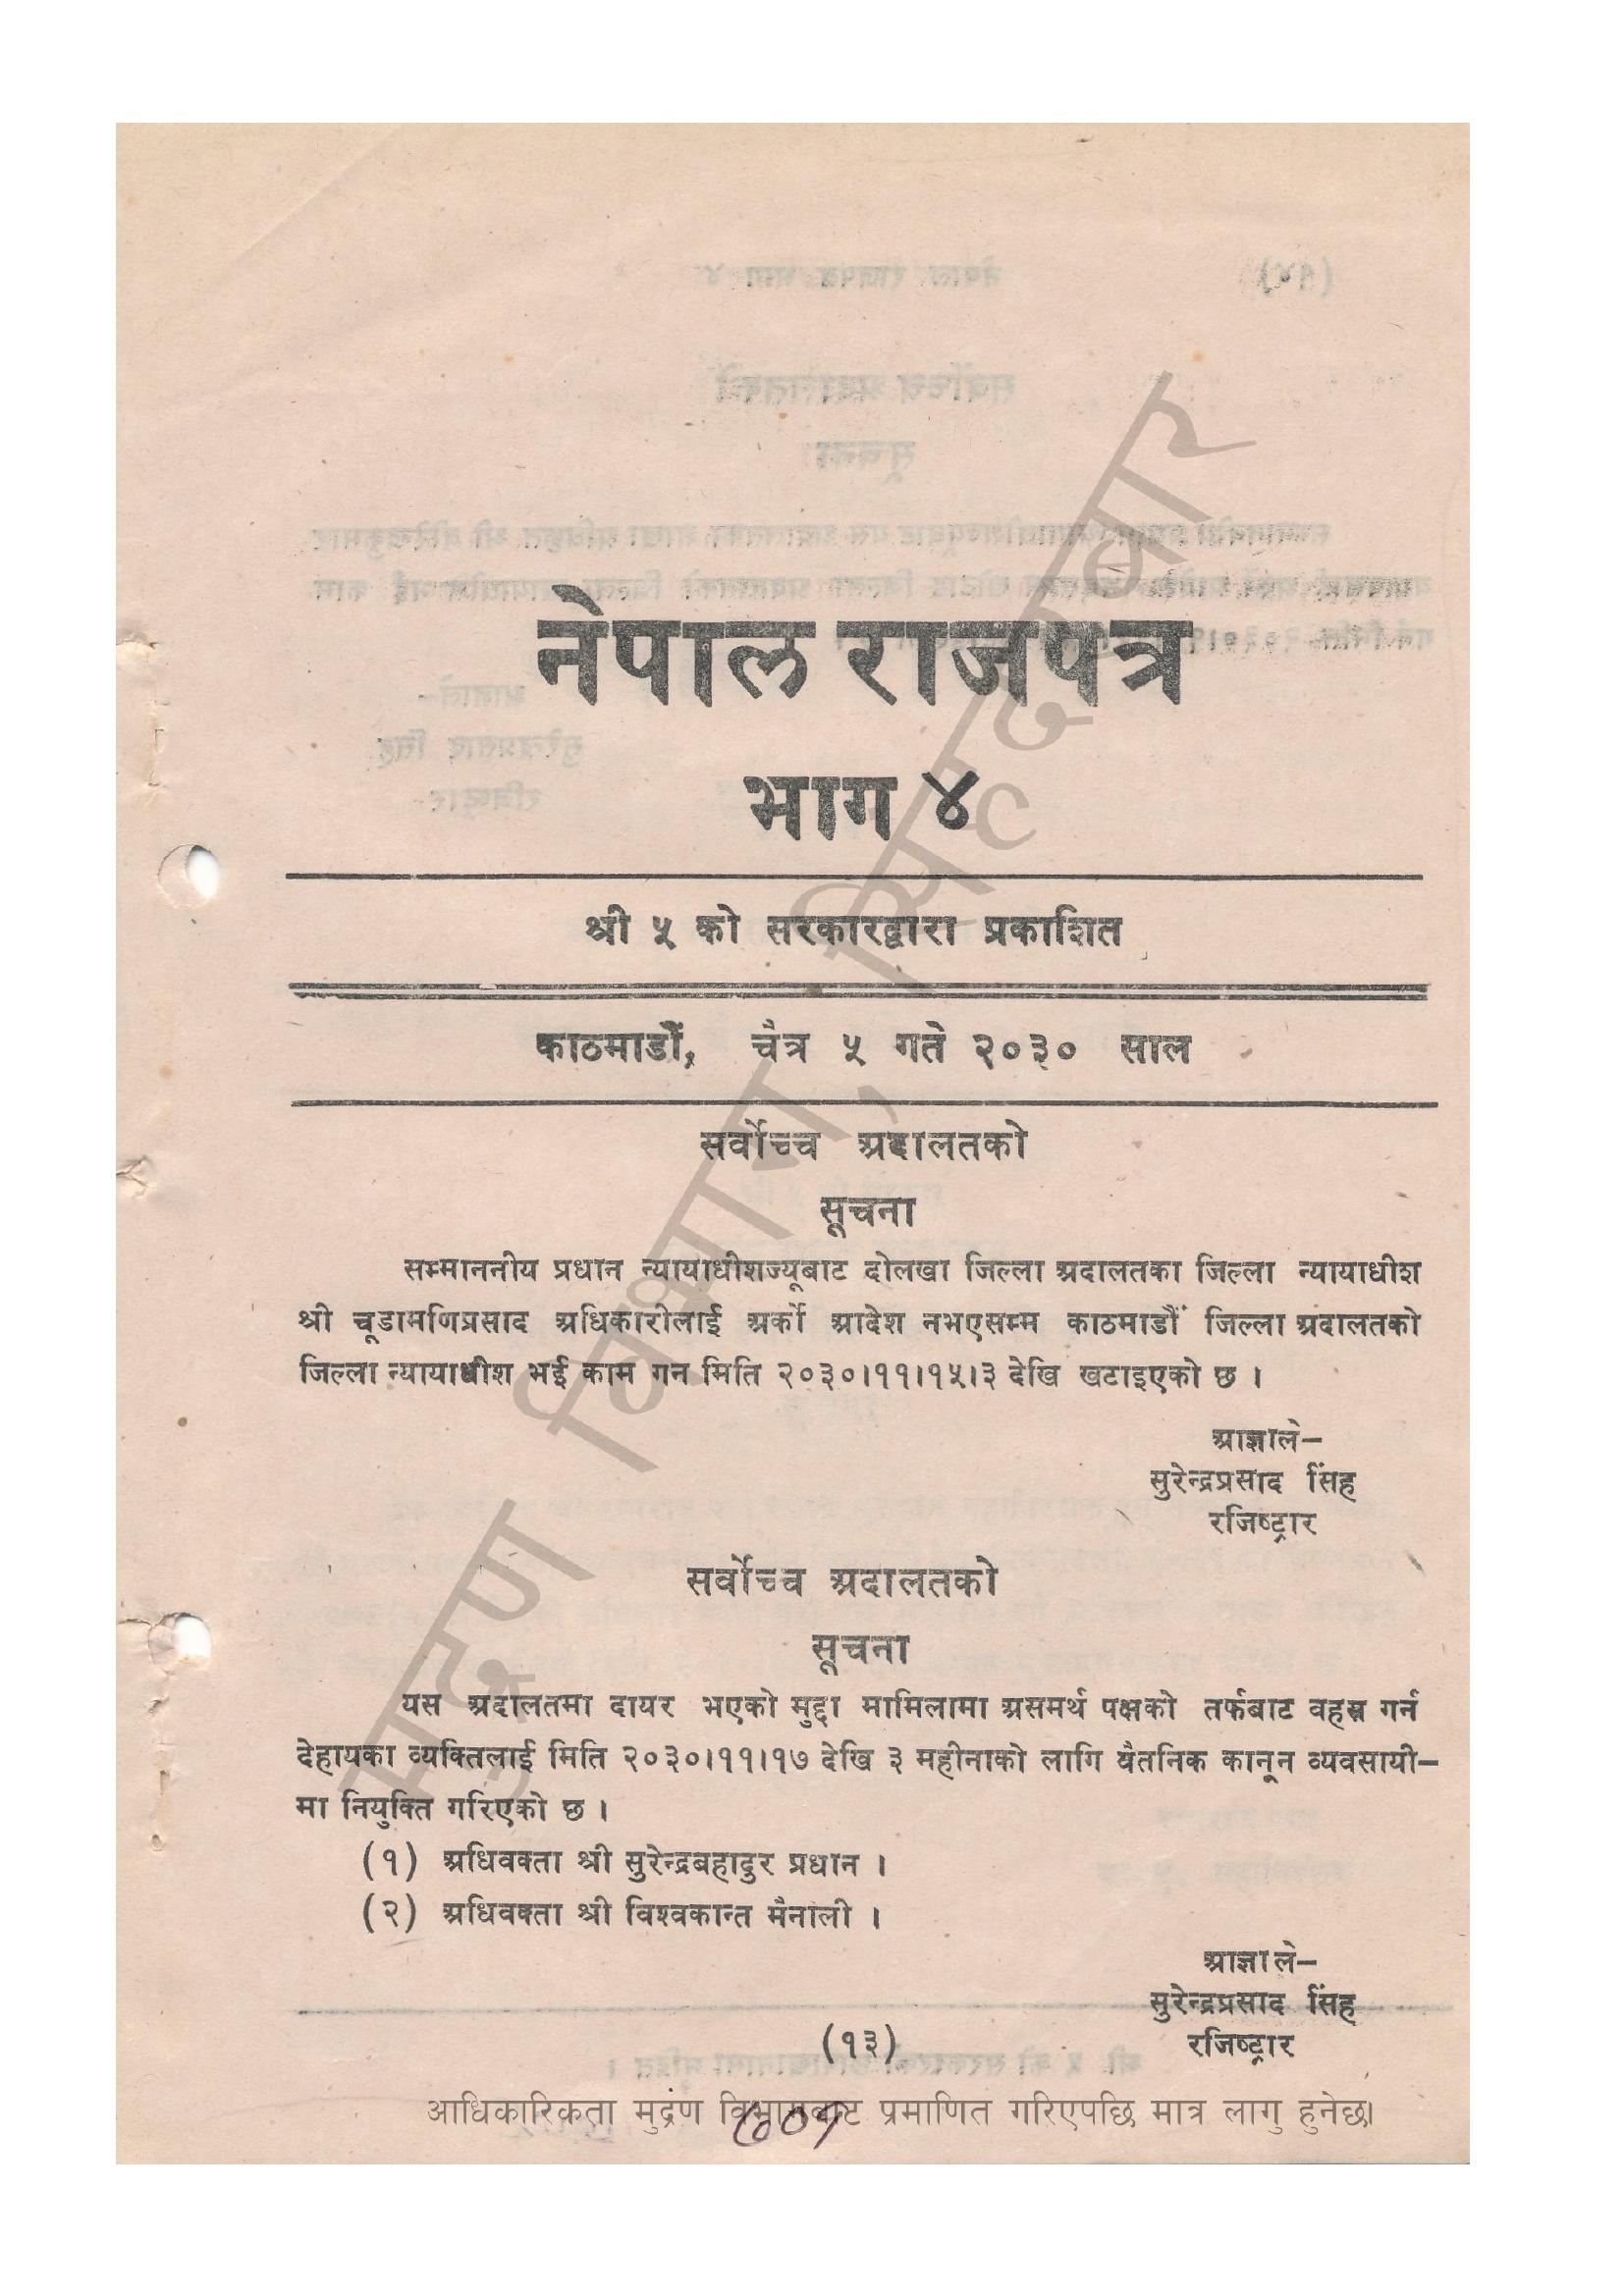 नेपाल राजपत्र
भाग ४
श्री ५ को सरकारद्वारा प्रकाशित
काठमाडौं, चैत्र ५ गते २०३० साल
सर्वोच्च अदालतको
सूचना
सम्माननीय प्रधान न्यायाधीशज्यूबाट दोलखा जिल्ला अदालतका जिल्ला न्यायाधीश
श्री चूडामणिप्रसाद अधिकारीलाई अर्को आदेश नभएसम्म काठमाडौं जिल्ला अदालतको
जिल्ला न्यायाधीश भई काम गन मिति २०३०।११।१५।३ देखि खटाइएको छ ।
आज्ञाले–
सुरेन्द्रप्रसाद सिंह
रजिष्ट्रार
सर्वोच्च अदालतको
सूचना
यस अदालतमा दायर भएको मुद्दा मामिलामा असमर्थ पक्षको तर्फबाट वहस गर्न
देहायका व्यक्तिलाई मिति २०३०।११।१७ देखि ३ महीनाको लागि वैतनिक कानून व्यवसायी–
मा नियुक्ति गरिएको छ ।
(१) अधिवक्ता श्री सुरेन्द्रबहादुर प्रधान ।
(२) अधिवक्ता श्री विश्वकान्त मैनाली ।
आज्ञाले–
सुरेन्द्रप्रसाद सिंह
रजिष्ट्रार
(१३)
आधिकारिकता मुद्रण विभागबाट प्रमाणित गरिएपछि मात्र लागु हुनेछ।
मुद्रण विभाग, सिंहदरबार